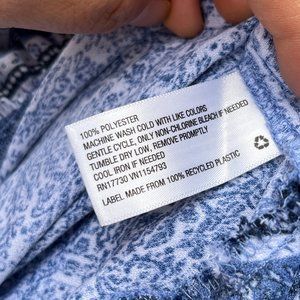 100% POLYESTER
MACHINE WASH COLD WITH LIKE COLORS
GENTLE CYCLE, ONLY NON-CHLORINE BLEACH IF NEEDED
TUMBLE DRY LOW, REMOVE PROMPTLY
COOL IRON IF NEEDED
RN17730 VN1154793
LABEL MADE FROM 100% RECYCLED PLASTIC